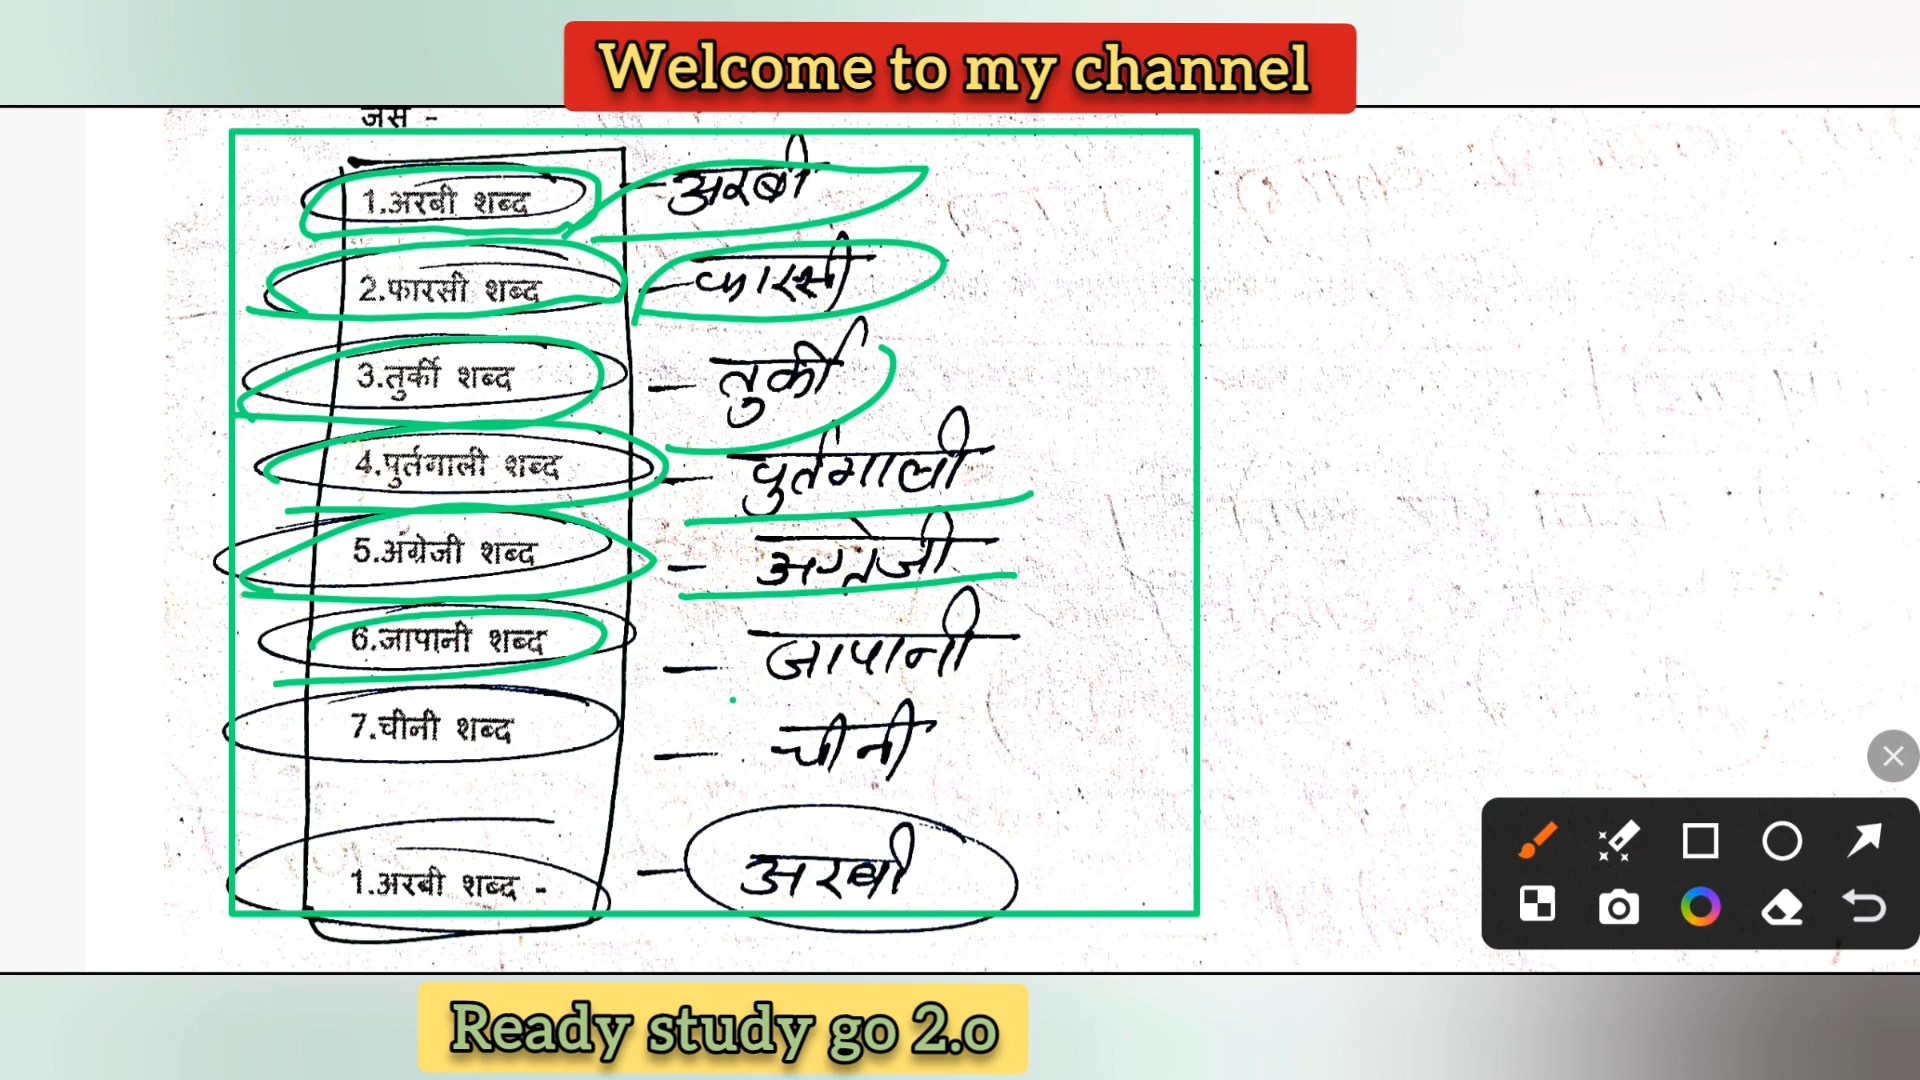 Welcome to my channel
जैसे -
1.अरबी शब्द - अरबी
2.फारसी शब्द - फारसी
3.तुर्की शब्द - तुर्की
4.पुर्तगाली शब्द - पुर्तगाली
5.अंग्रेजी शब्द - अग्रेजी
6.जापानी शब्द - जापानी
7.चीनी शब्द - चीनी
1.अरबी शब्द - - अरबी
Ready study go 2.o